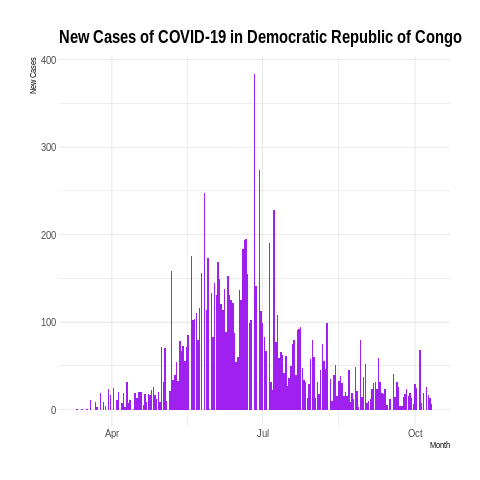 New Cases of COVID-19 in Democratic Republic of Congo
New Cases
400
300
200
100
0
Apr
Jul
Oct
Month